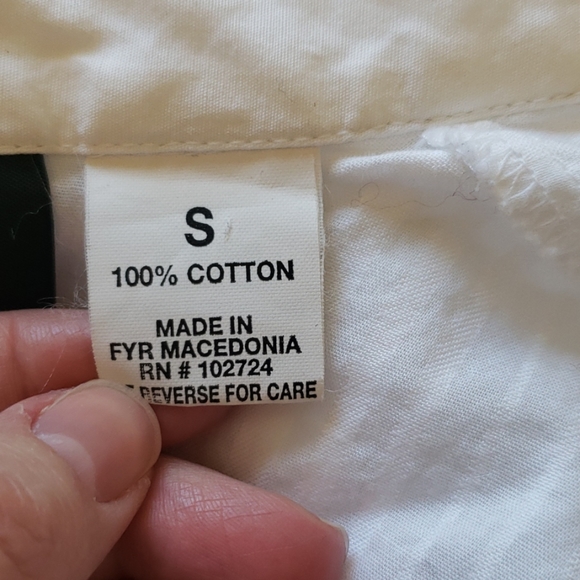 S
100% COTTON
MADE IN
FYR MACEDONIA
RN # 102724
REVERSE FOR CARE